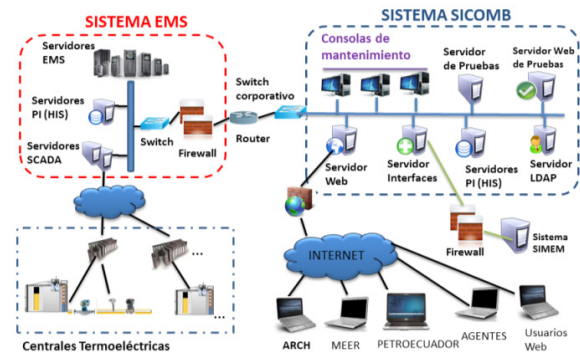 SISTEMA EMS
SISTEMA SICOMB
Servidores
EMS
Servidores
PI (HIS)
Servidores
SCADA
Switch
Firewall
Switch
corporativo
Router
Consolas de
mantenimiento
Servidor
de Pruebas
Servidor Web
de Pruebas
Servidor
Web
Servidor
Interfaces
Servidores
PI (HIS)
Servidor
LDAP
Firewall
Sistema
SIMEM
INTERNET
...
...
Centrales Termoeléctricas
ARCH
MEER
PETROECUADOR
AGENTES
Usuarios
Web